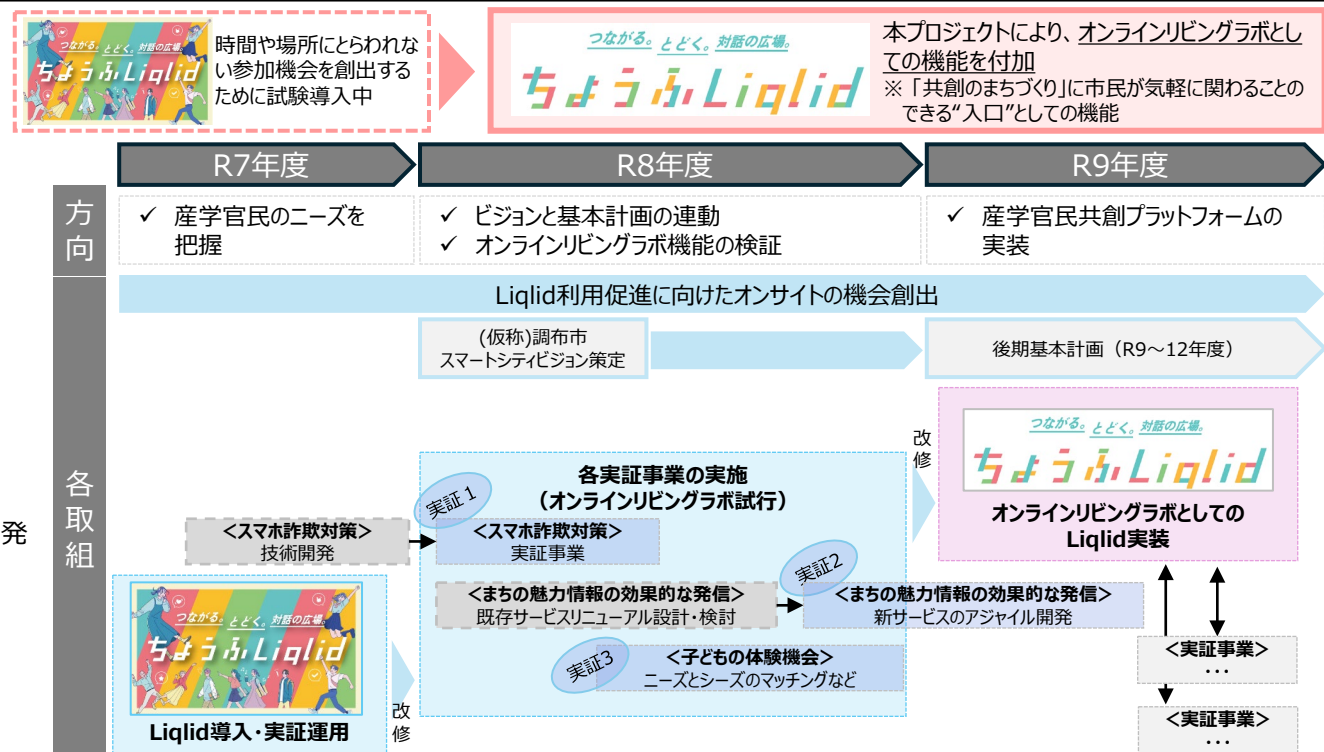 つながる。とどく。対話の広場。
ちょうふLiqlid
時間や場所にとらわれな
い参加機会を創出する
ために試験導入中
つながる。とどく。対話の広場。
ちょうふLiqlid
本プロジェクトにより、オンラインリビングラボとし
ての機能を付加
※「共創のまちづくり」に市民が気軽に関わることの
できる“入口”としての機能
R7年度
R8年度
R9年度
方向
✓ 産学官民のニーズを
把握
✓ ビジョンと基本計画の連動
✓ オンラインリビングラボ機能の検証
✓ 産学官民共創プラットフォームの
実装
各取組
発
Liqlid利用促進に向けたオンサイトの機会創出
(仮称)調布市
スマートシティビジョン策定
後期基本計画（R9～12年度）
各実証事業の実施
（オンラインリビングラボ試行）
実証1
<スマホ詐欺対策>
技術開発
<スマホ詐欺対策>
実証事業
実証2
<まちの魅力情報の効果的な発信>
既存サービスリニューアル設計・検討
<まちの魅力情報の効果的な発信>
新サービスのアジャイル開発
実証3
<子どもの体験機会>
ニーズとシーズのマッチングなど
つながる。とどく。対話の広場。
ちょうふLiqlid
Liqlid導入・実証運用
改修
改修
つながる。とどく。対話の広場。
ちょうふLiqlid
オンラインリビングラボとしての
Liqlid実装
<実証事業>
…
<実証事業>
…